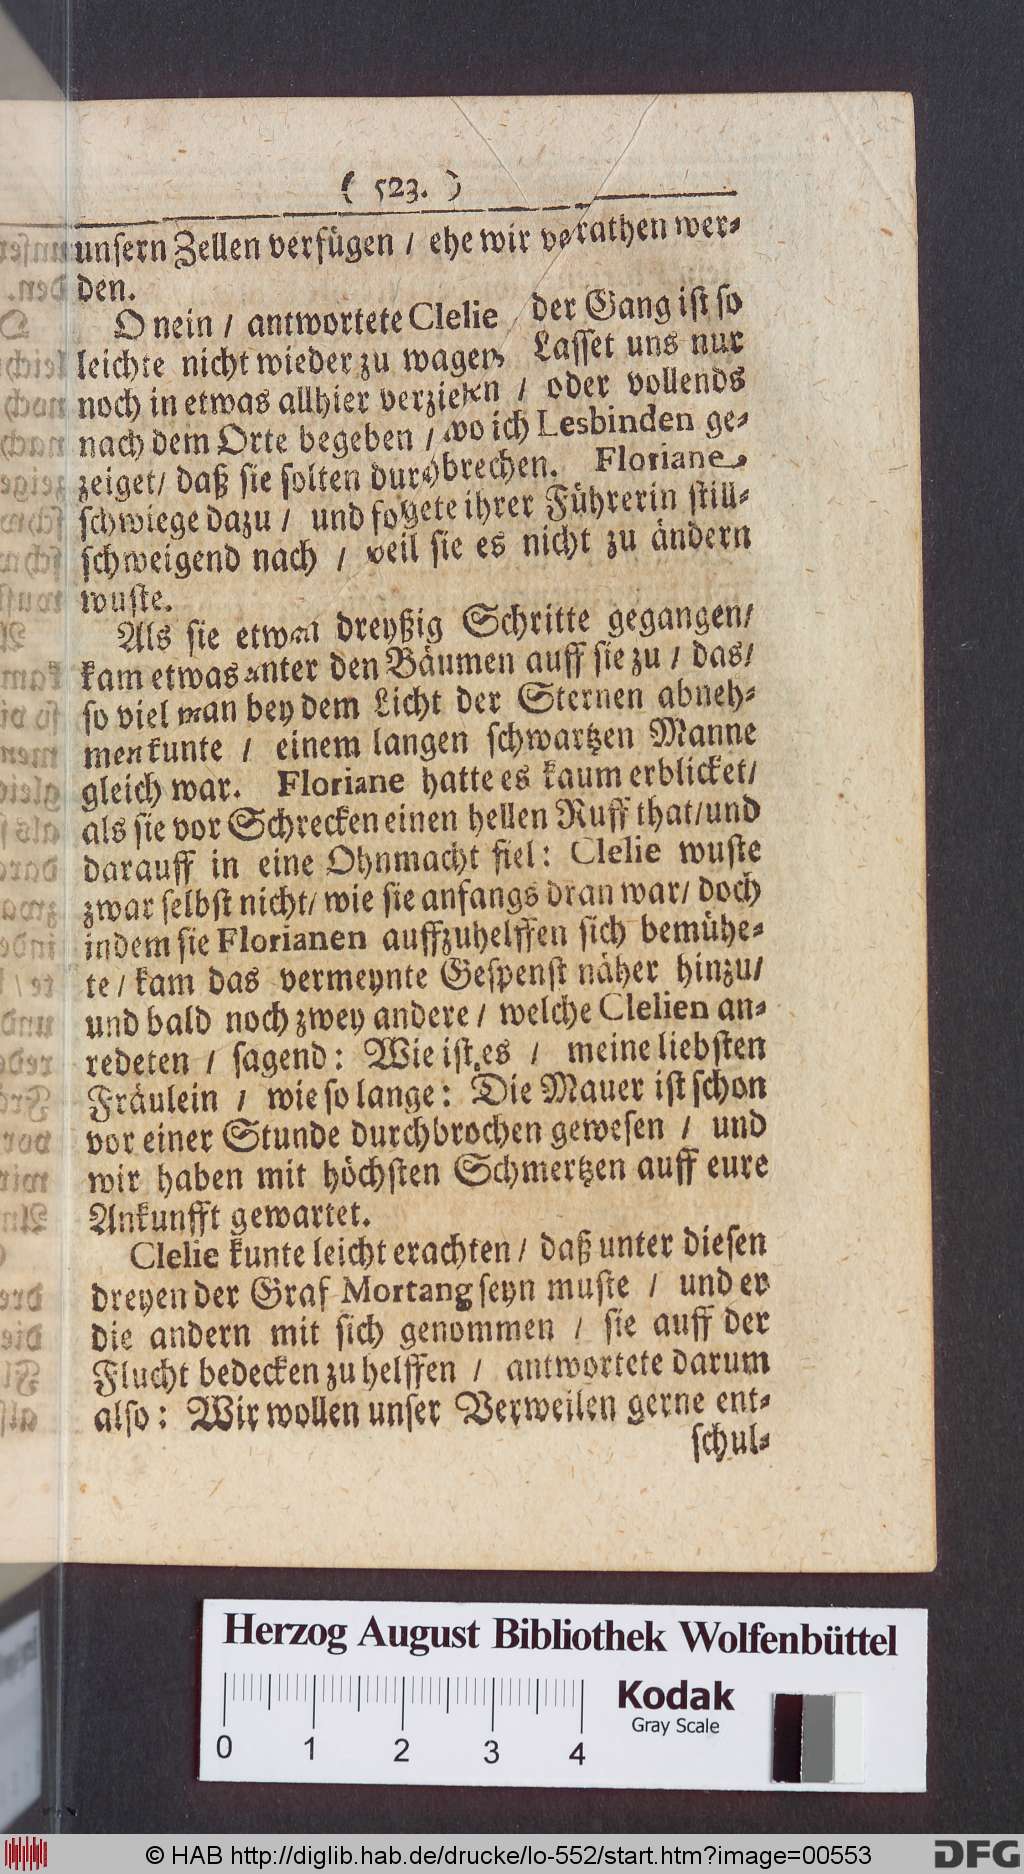 ( 523. )
unsern Zellen verfügen / ehe wir verrathen wer-
den.
O nein / antwortete Clelie der Gang ist so
leichte nicht wieder zu wagen, Lasset uns nur
noch in etwas allhier verziehen / oder vollends
nach dem Orte begeben / wo ich Lesbinden ge-
zeiget / daß sie solten durchbrechen. Floriane
schwiege dazu / und folgete ihrer Führerin still-
schweigend nach / weil sie es nicht zu ändern
wuste.
Als sie etwan dreyßig Schritte gegangen /
kam etwas unter den Bäumen auff sie zu / das /
so viel man bey dem Licht der Sternen abneh-
men kunte / einem langen schwartzen Manne
gleich war. Floriane hatte es kaum erblicket /
als sie vor Schrecken einen hellen Ruff that / und
darauff in eine Ohnmacht fiel: Clelie wuste
zwar selbst nicht / wie sie anfangs dran war / doch
indem sie Florianen auffzuhelffen sich bemühe-
te / kam das vermeynte Gespenst näher hinzu /
und bald noch zwey andere / welche Clelien an-
redeten / sagend: Wie ist es / meine liebsten
Fräulein / wie so lange: Die Mauer ist schon
vor einer Stunde durchbrochen gewesen / und
wir haben mit höchsten Schmertzen auff eure
Ankunfft gewartet.
Clelie kunte leicht erachten / daß unter diesen
dreyen der Graf Mortang seyn muste / und er
die andern mit sich genommen / sie auff der
Flucht bedecken zu helffen / antwortete darum
also: Wir wollen unser Verweilen gerne ent-
schul-
Herzog August Bibliothek Wolfenbüttel
Kodak
Gray Scale
0 1 2 3 4
© HAB http://diglib.hab.de/drucke/lo-552/start.htm?image=00553
DFG